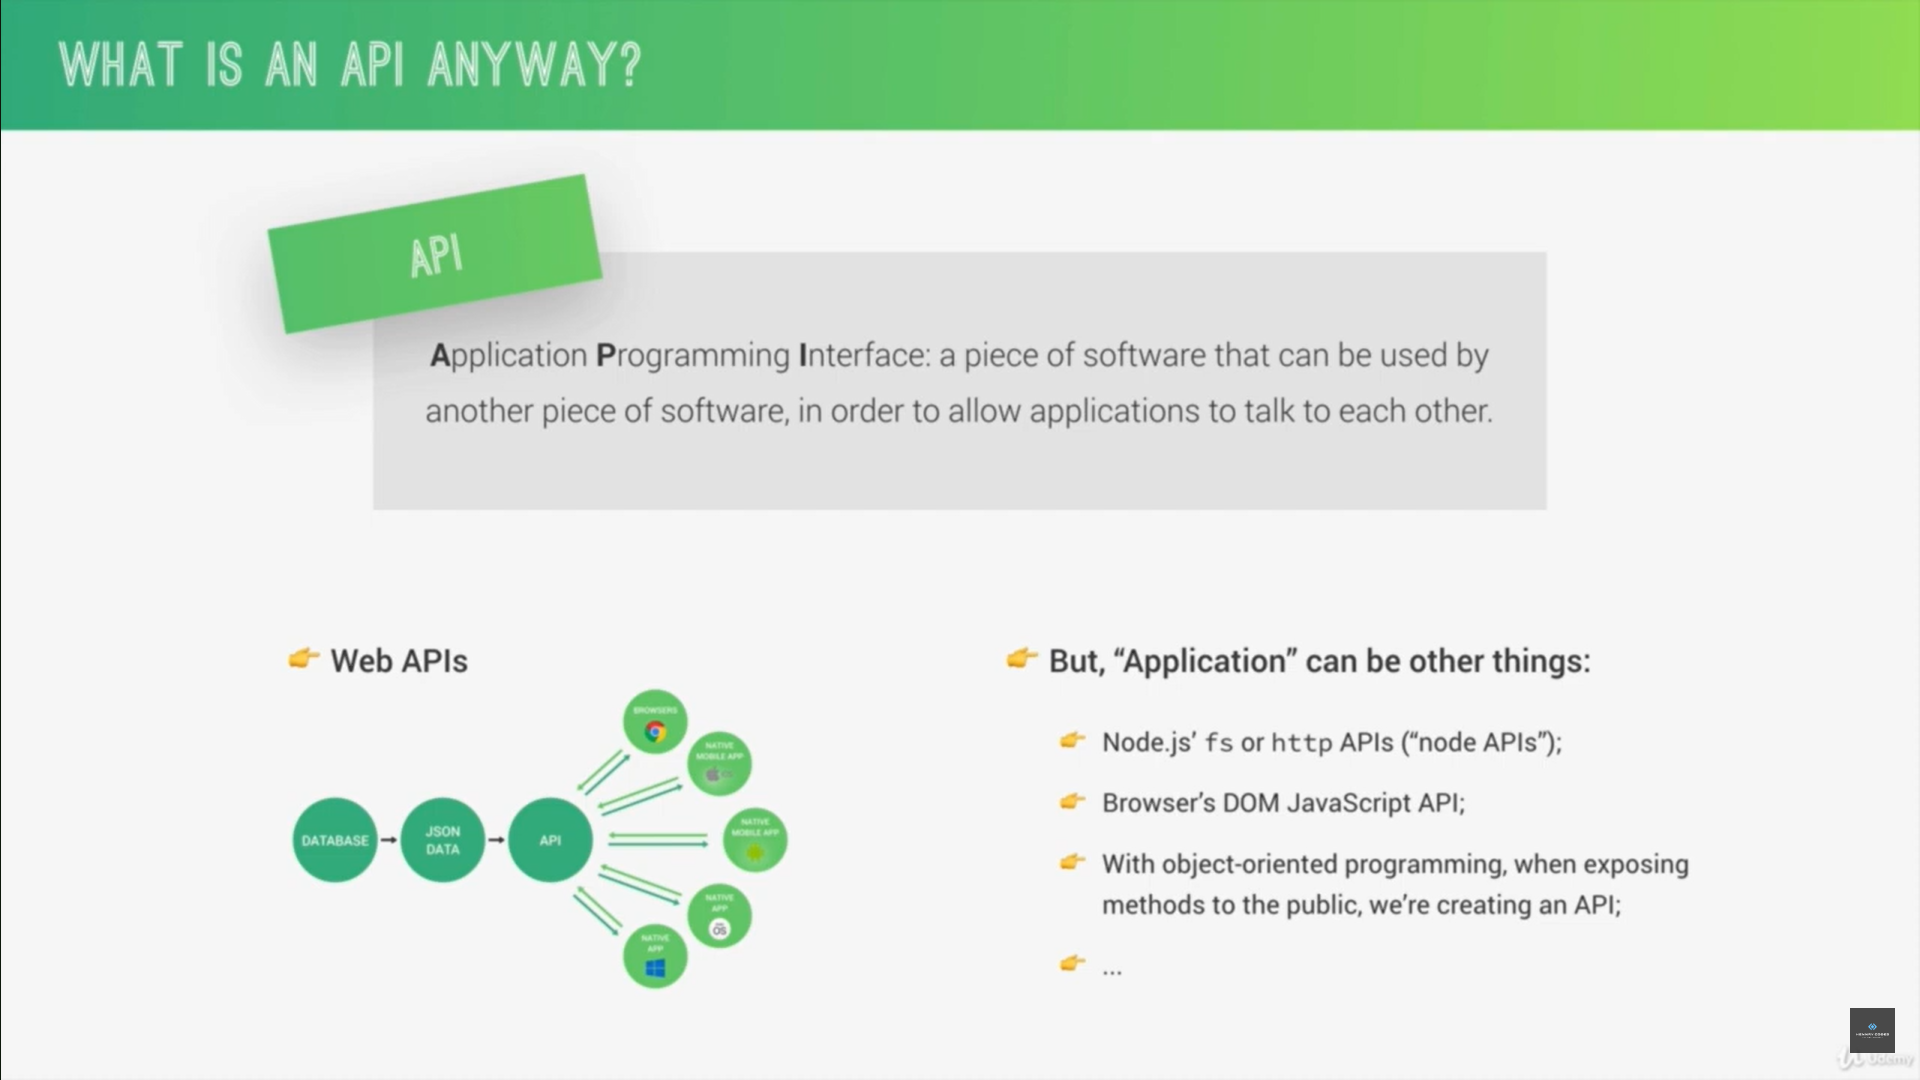 WHAT IS AN API ANYWAY?
API
Application Programming Interface: a piece of software that can be used by
another piece of software, in order to allow applications to talk to each other.
👉 Web APIs
DATABASE
JSON
DATA
API
BROWSERS
NATIVE
MOBILE APP
NATIVE
MOBILE APP
NATIVE
APP
OS
NATIVE
APP
👉 But, “Application” can be other things:
👉 Node.js’ fs or http APIs (“node APIs”);
👉 Browser’s DOM JavaScript API;
👉 With object-oriented programming, when exposing
methods to the public, we’re creating an API;
👉 ...
Udemy